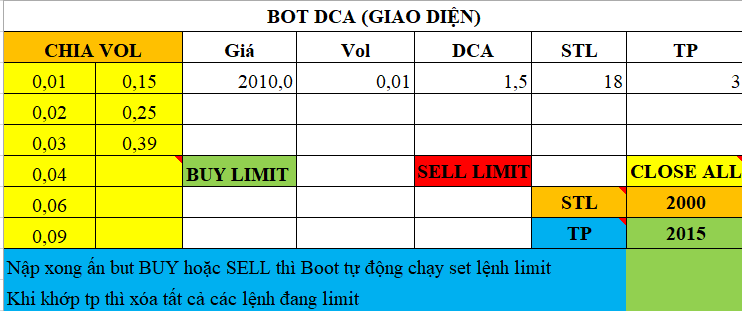 BOT DCA (GIAO DIỆN)
CHIA VOL Giá Vol DCA STL TP
0,01 0,15 2010,0 0,01 1,5 18 3
0,02 0,25
0,03 0,39
0,04 BUY LIMIT SELL LIMIT CLOSE ALL
0,06 STL 2000
0,09 TP 2015
Nập xong ấn but BUY hoặc SELL thì Boot tự động chạy set lệnh limit
Khi khớp tp thì xóa tất cả các lệnh đang limit